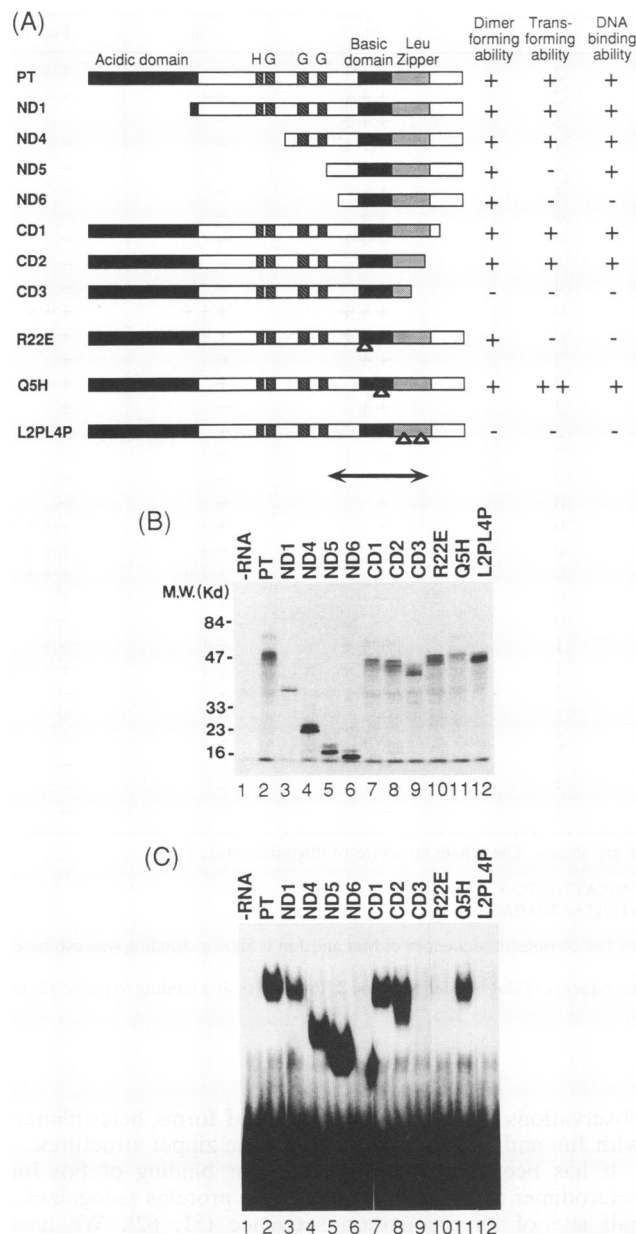 (A)
Dimer Trans- DNA
forming forming binding
ability ability ability
Basic Leu
Acidic domain H G G G domain Zipper
PT + + +
ND1 + + +
ND4 + + +
ND5 + - +
ND6 + - -
CD1 + + +
CD2 + + +
CD3 - - -
R22E + - -
Q5H + + + +
L2PL4P - - -
(B)
-RNA PT ND1 ND4 ND5 ND6 CD1 CD2 CD3 R22E Q5H L2PL4P
M.W.(Kd)
84-
47-
33-
23-
16-
1 2 3 4 5 6 7 8 9 10 11 12
(C)
-RNA PT ND1 ND4 ND5 ND6 CD1 CD2 CD3 R22E Q5H L2PL4P
1 2 3 4 5 6 7 8 9 10 11 12